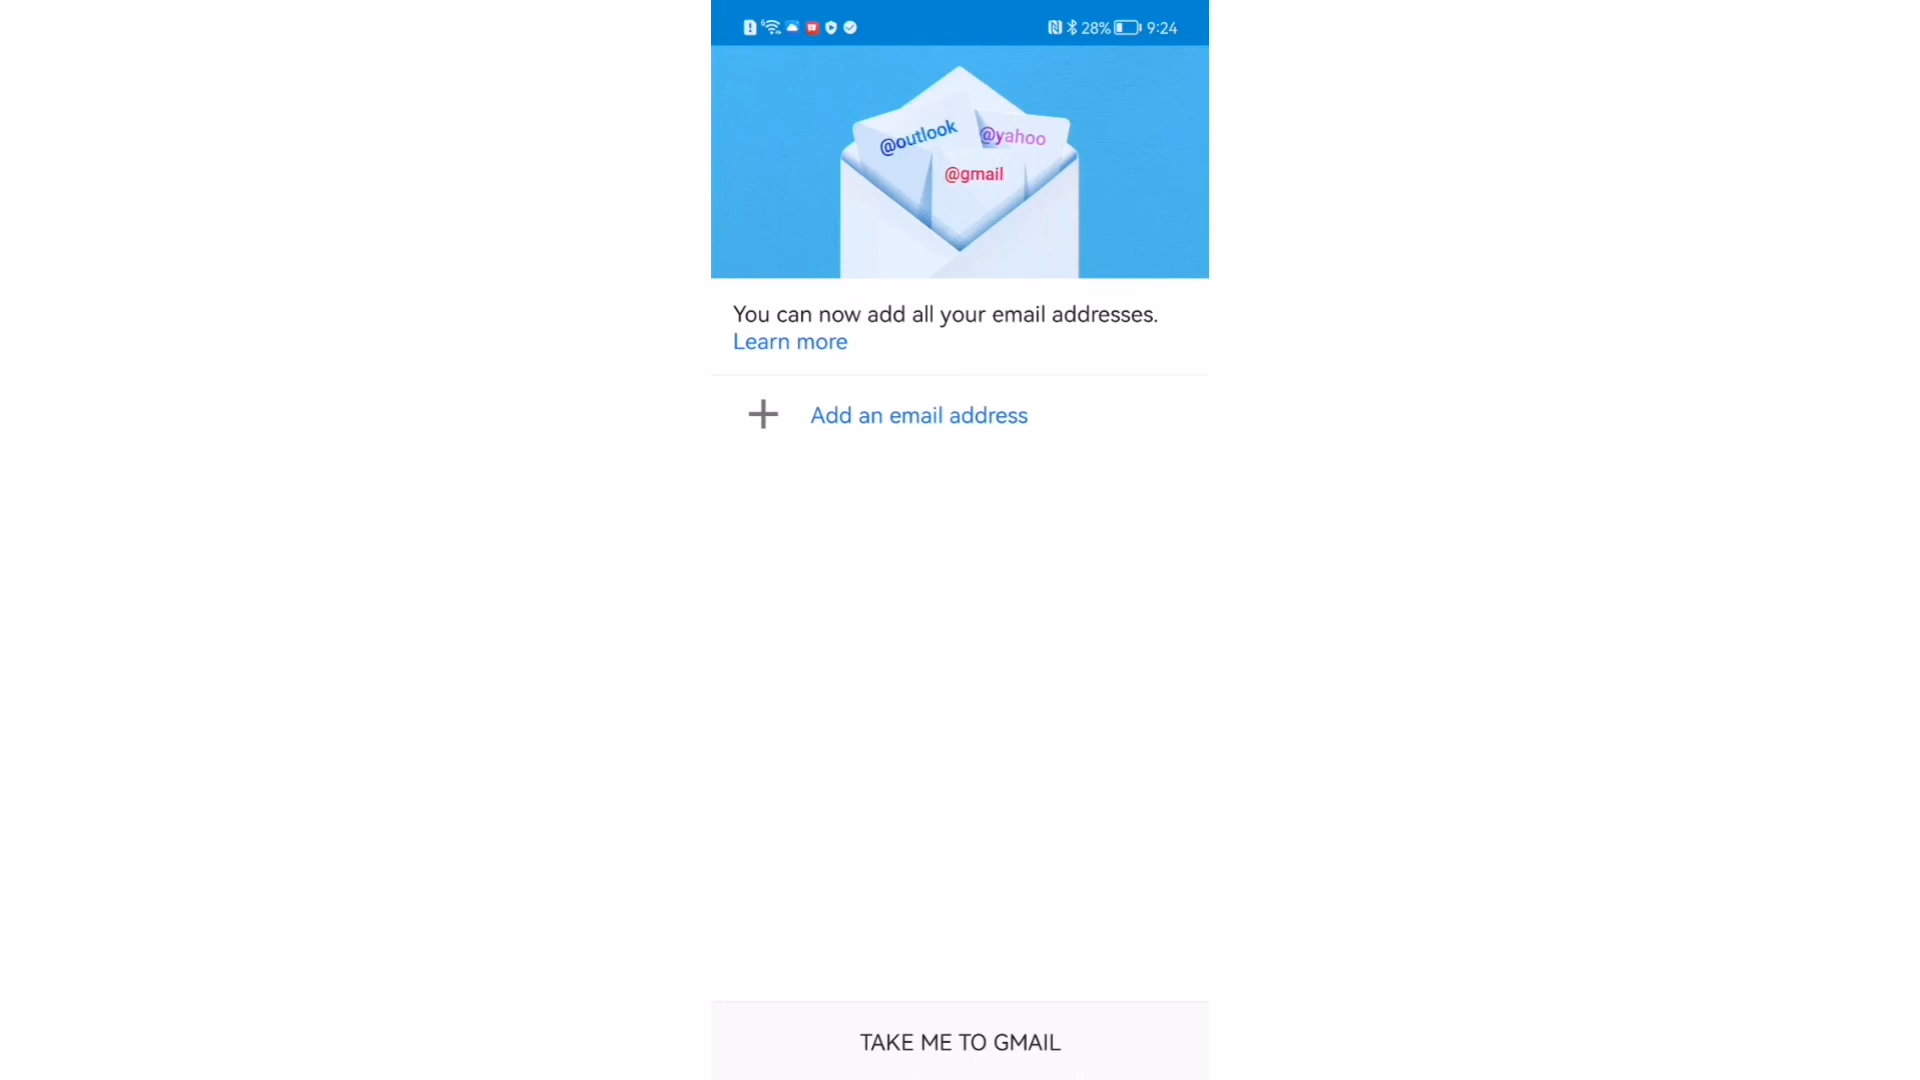 28% 9:24
@outlook
@yahoo
@gmail
You can now add all your email addresses.
Learn more
Add an email address
TAKE ME TO GMAIL